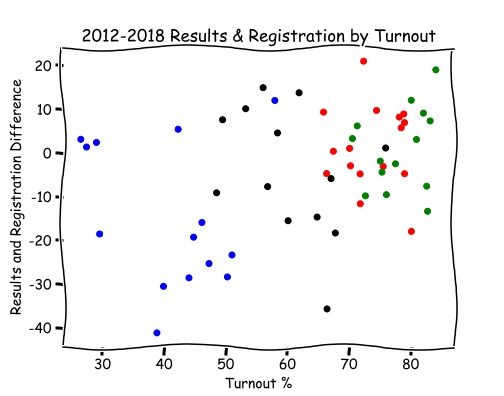 2012-2018 Results & Registration by Turnout
Results and Registration Difference
20
10
0
-10
-20
-30
-40
30 40 50 60 70 80
Turnout %